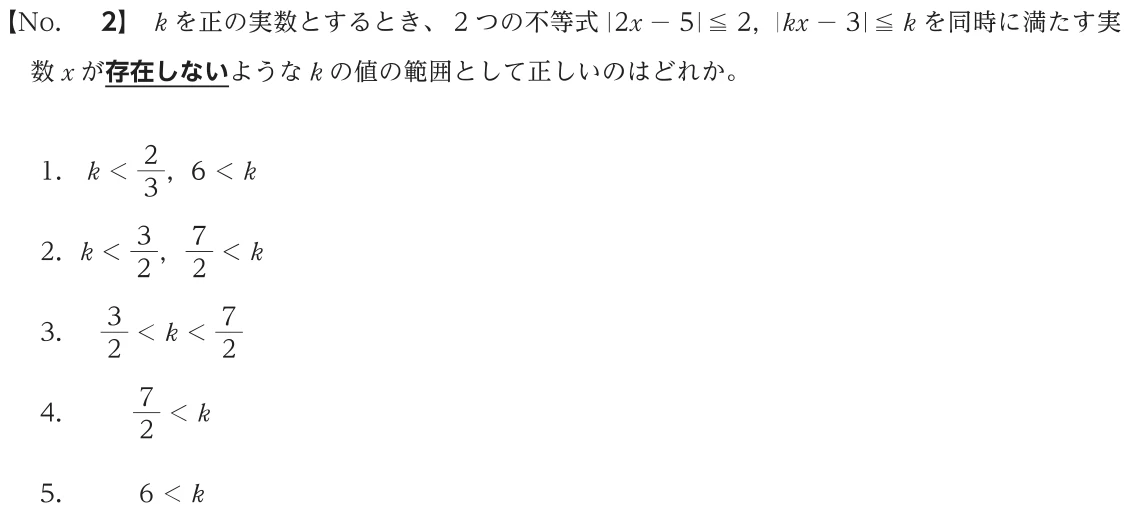 【No. 2】 kを正の実数とするとき、2つの不等式|2x − 5|≦ 2, |kx − 3|≦ kを同時に満たす実
数xが存在しないようなkの値の範囲として正しいのはどれか。
1. k < 2/3, 6 < k
2. k < 3/2, 7/2 < k
3. 3/2 < k < 7/2
4. 7/2 < k
5. 6 < k